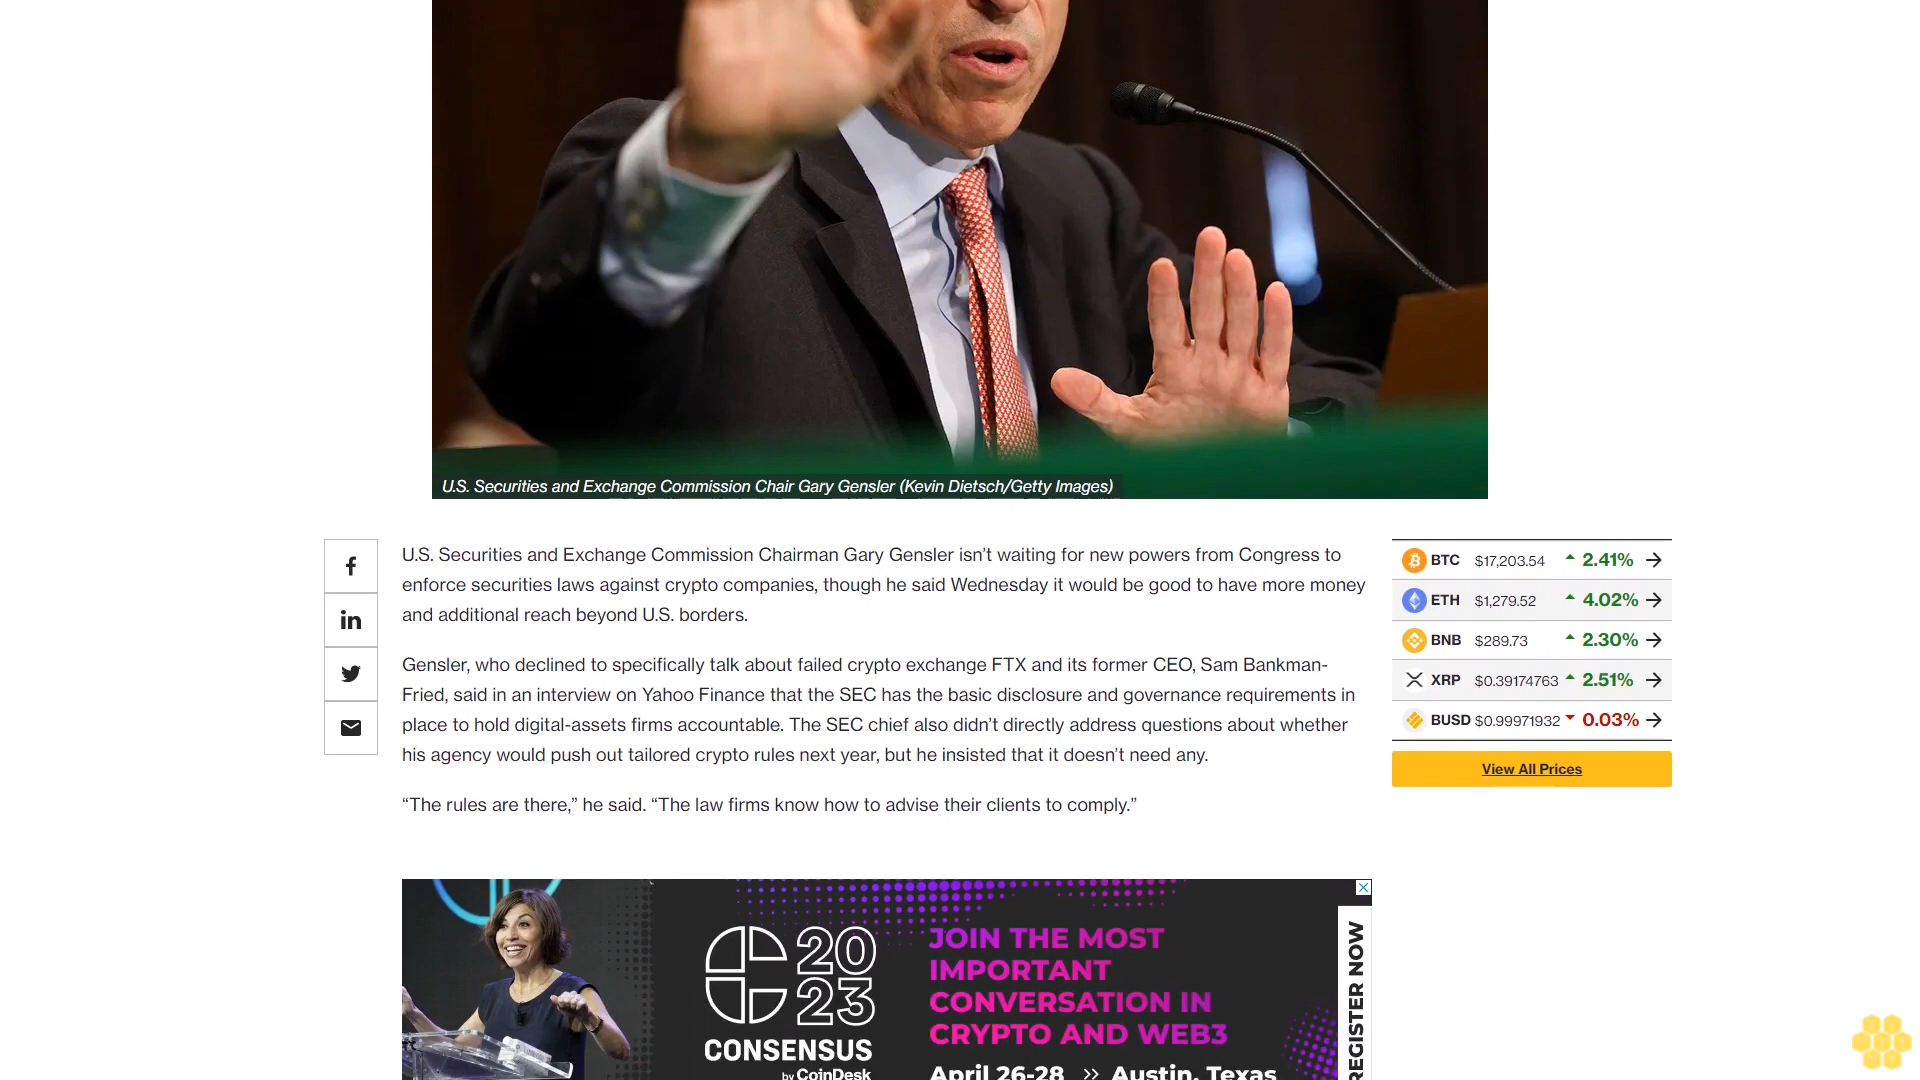 U.S. Securities and Exchange Commission Chair Gary Gensler (Kevin Dietsch/Getty Images)
U.S. Securities and Exchange Commission Chairman Gary Gensler isn’t waiting for new powers from Congress to
enforce securities laws against crypto companies, though he said Wednesday it would be good to have more money
and additional reach beyond U.S. borders.
Gensler, who declined to specifically talk about failed crypto exchange FTX and its former CEO, Sam Bankman-
Fried, said in an interview on Yahoo Finance that the SEC has the basic disclosure and governance requirements in
place to hold digital-assets firms accountable. The SEC chief also didn’t directly address questions about whether
his agency would push out tailored crypto rules next year, but he insisted that it doesn’t need any.
“The rules are there,” he said. “The law firms know how to advise their clients to comply.”
BTC $17,203.54 2.41%
ETH $1,279.52 4.02%
BNB $289.73 2.30%
XRP $0.39174763 2.51%
BUSD $0.99971932 0.03%
View All Prices
2023
CONSENSUS
by CoinDesk
JOIN THE MOST
IMPORTANT
CONVERSATION IN
CRYPTO AND WEB3
April 26-28 >> Austin, Texas
REGISTER NOW